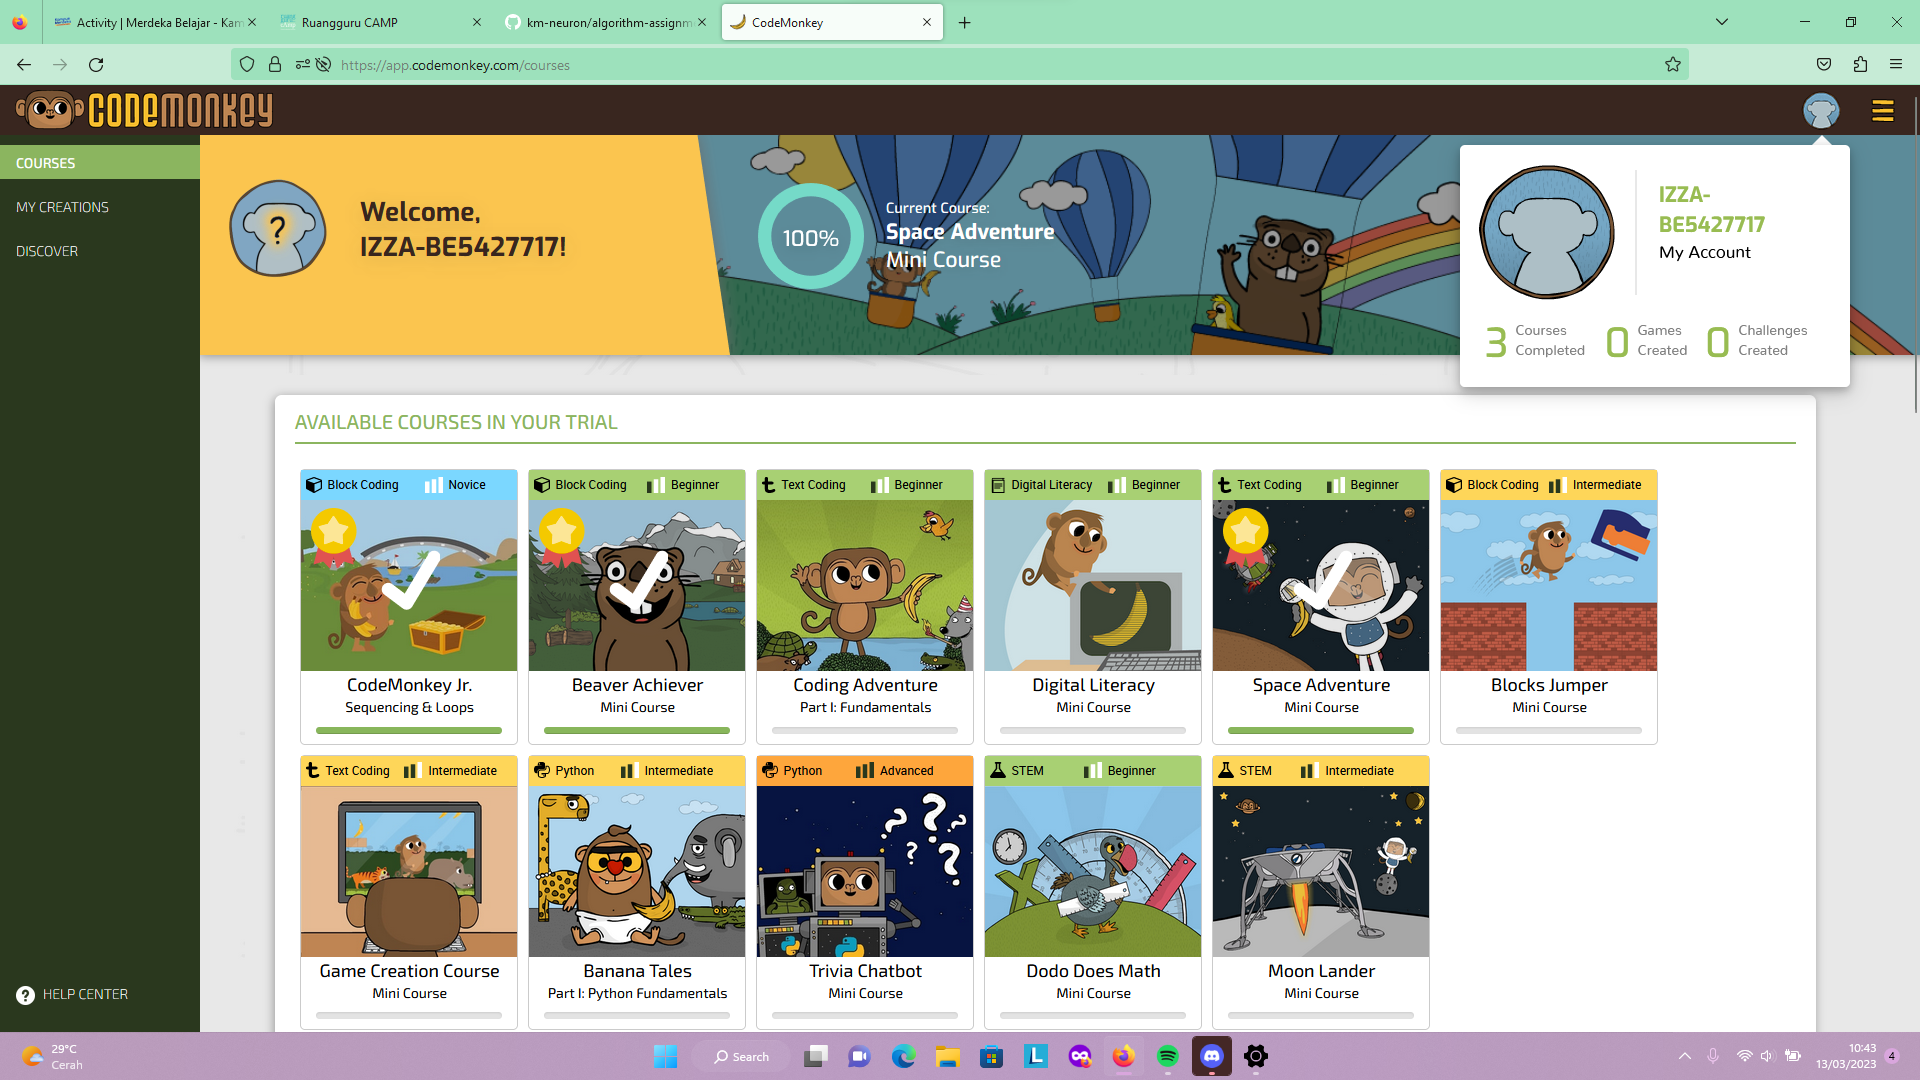 Activity | Merdeka Belajar - Kam
Ruangguru CAMP
km-neuron/algorithm-assignm
CodeMonkey
https://app.codemonkey.com/courses
CODEMONKEY
COURSES
MY CREATIONS
DISCOVER
HELP CENTER
?
Welcome,
IZZA-BE5427717!
100%
Current Course:
Space Adventure
Mini Course
IZZA-
BE5427717
My Account
3 Courses Completed
0 Games Created
0 Challenges Created
AVAILABLE COURSES IN YOUR TRIAL
Block Coding Novice
CodeMonkey Jr.
Sequencing & Loops
Block Coding Beginner
Beaver Achiever
Mini Course
Text Coding Beginner
Coding Adventure
Part I: Fundamentals
Digital Literacy Beginner
Digital Literacy
Mini Course
Text Coding Beginner
Space Adventure
Mini Course
Block Coding Intermediate
Blocks Jumper
Mini Course
Text Coding Intermediate
Game Creation Course
Mini Course
Python Intermediate
Banana Tales
Part I: Python Fundamentals
Python Advanced
Trivia Chatbot
Mini Course
STEM Beginner
Dodo Does Math
Mini Course
STEM Intermediate
Moon Lander
Mini Course
29°C
Cerah
Search
L
10:43
13/03/2023
4